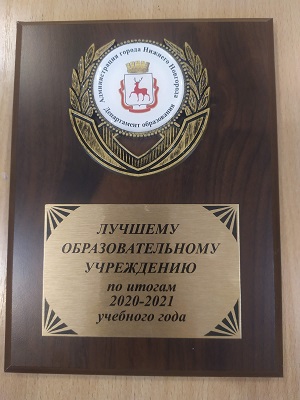 Администрация города Нижнего Новгорода
Департамент образования
ЛУЧШЕМУ
ОБРАЗОВАТЕЛЬНОМУ
УЧРЕЖДЕНИЮ
по итогам
2020-2021
учебного года